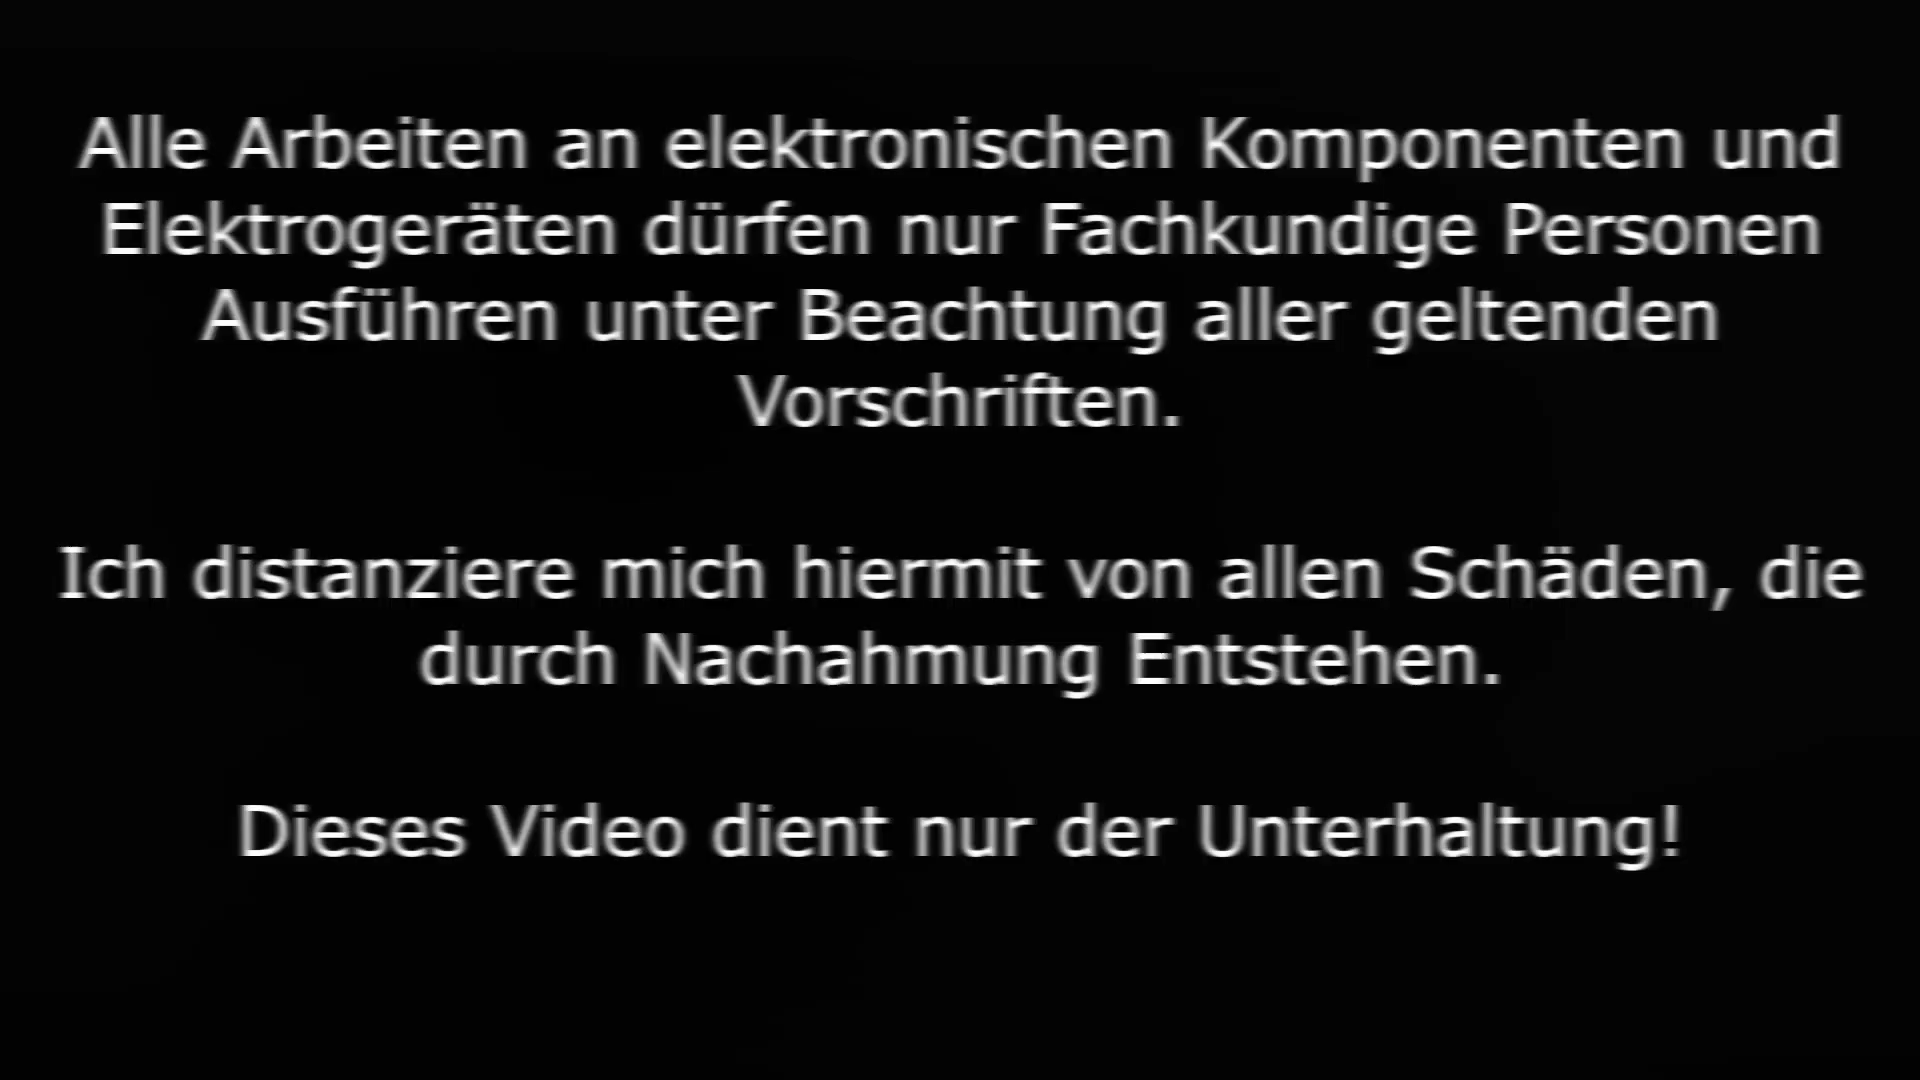 Alle Arbeiten an elektronischen Komponenten und
Elektrogeräten dürfen nur Fachkundige Personen
Ausführen unter Beachtung aller geltenden
Vorschriften.
Ich distanziere mich hiermit von allen Schäden, die
durch Nachahmung Entstehen.
Dieses Video dient nur der Unterhaltung!